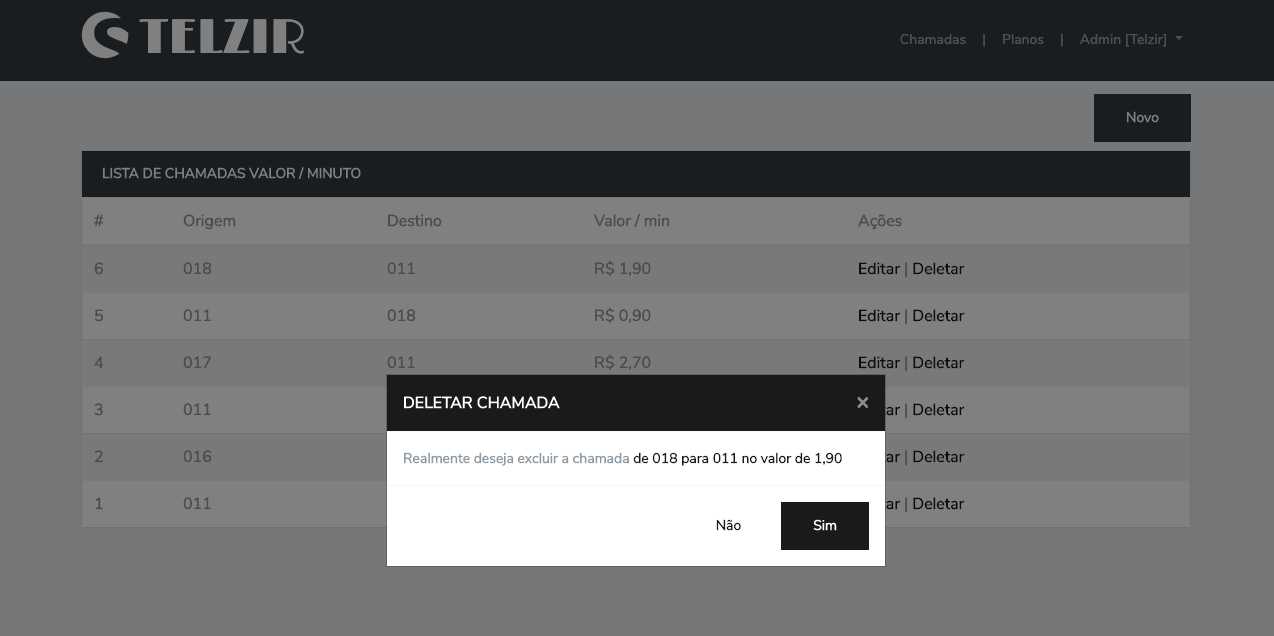 TELZIR
Chamadas | Planos | Admin [Telzir]
Novo
LISTA DE CHAMADAS VALOR / MINUTO
# Origem Destino Valor / min Ações
6 018 011 R$ 1,90 Editar | Deletar
5 011 018 R$ 0,90 Editar | Deletar
4 017 011 R$ 2,70 Editar | Deletar
DELETAR CHAMADA ×
3 011 ar | Deletar
Realmente deseja excluir a chamada de 018 para 011 no valor de 1,90
2 016 ar | Deletar
1 011 ar | Deletar
Não Sim